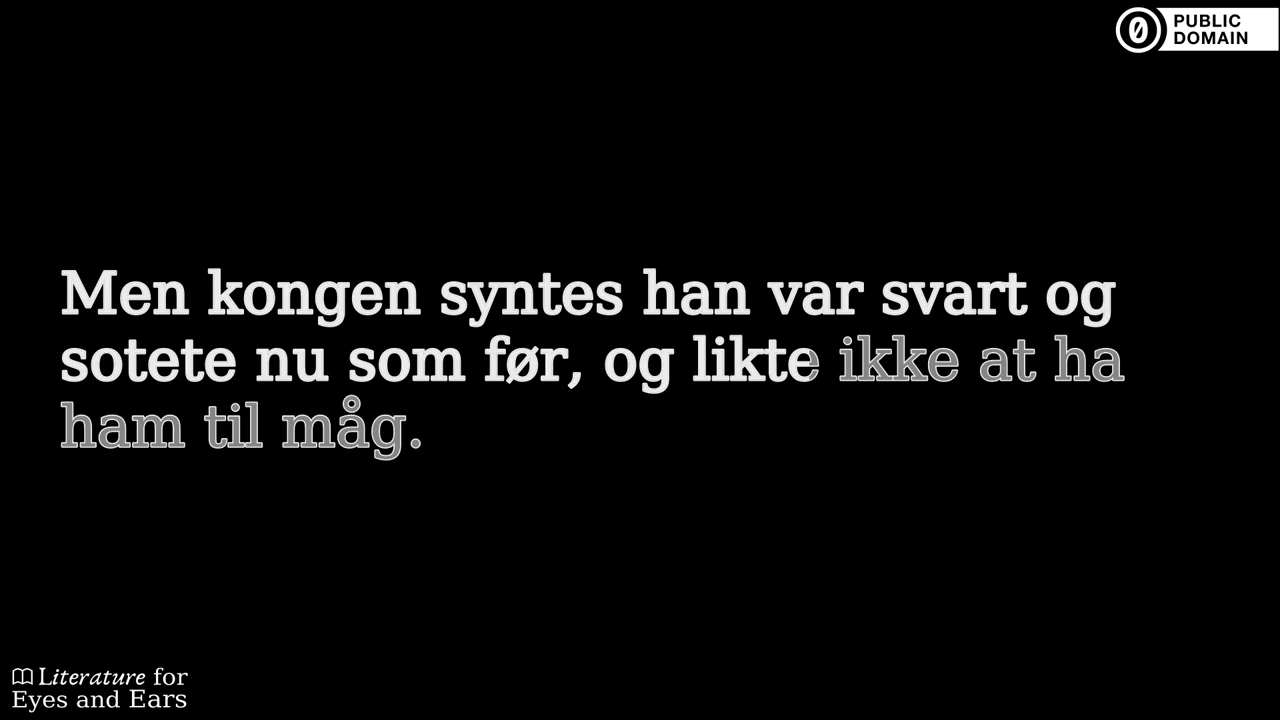 PUBLIC
DOMAIN
Men kongen syntes han var svart og
sotete nu som før, og likte ikke at ha
ham til måg.
Literature for
Eyes and Ears